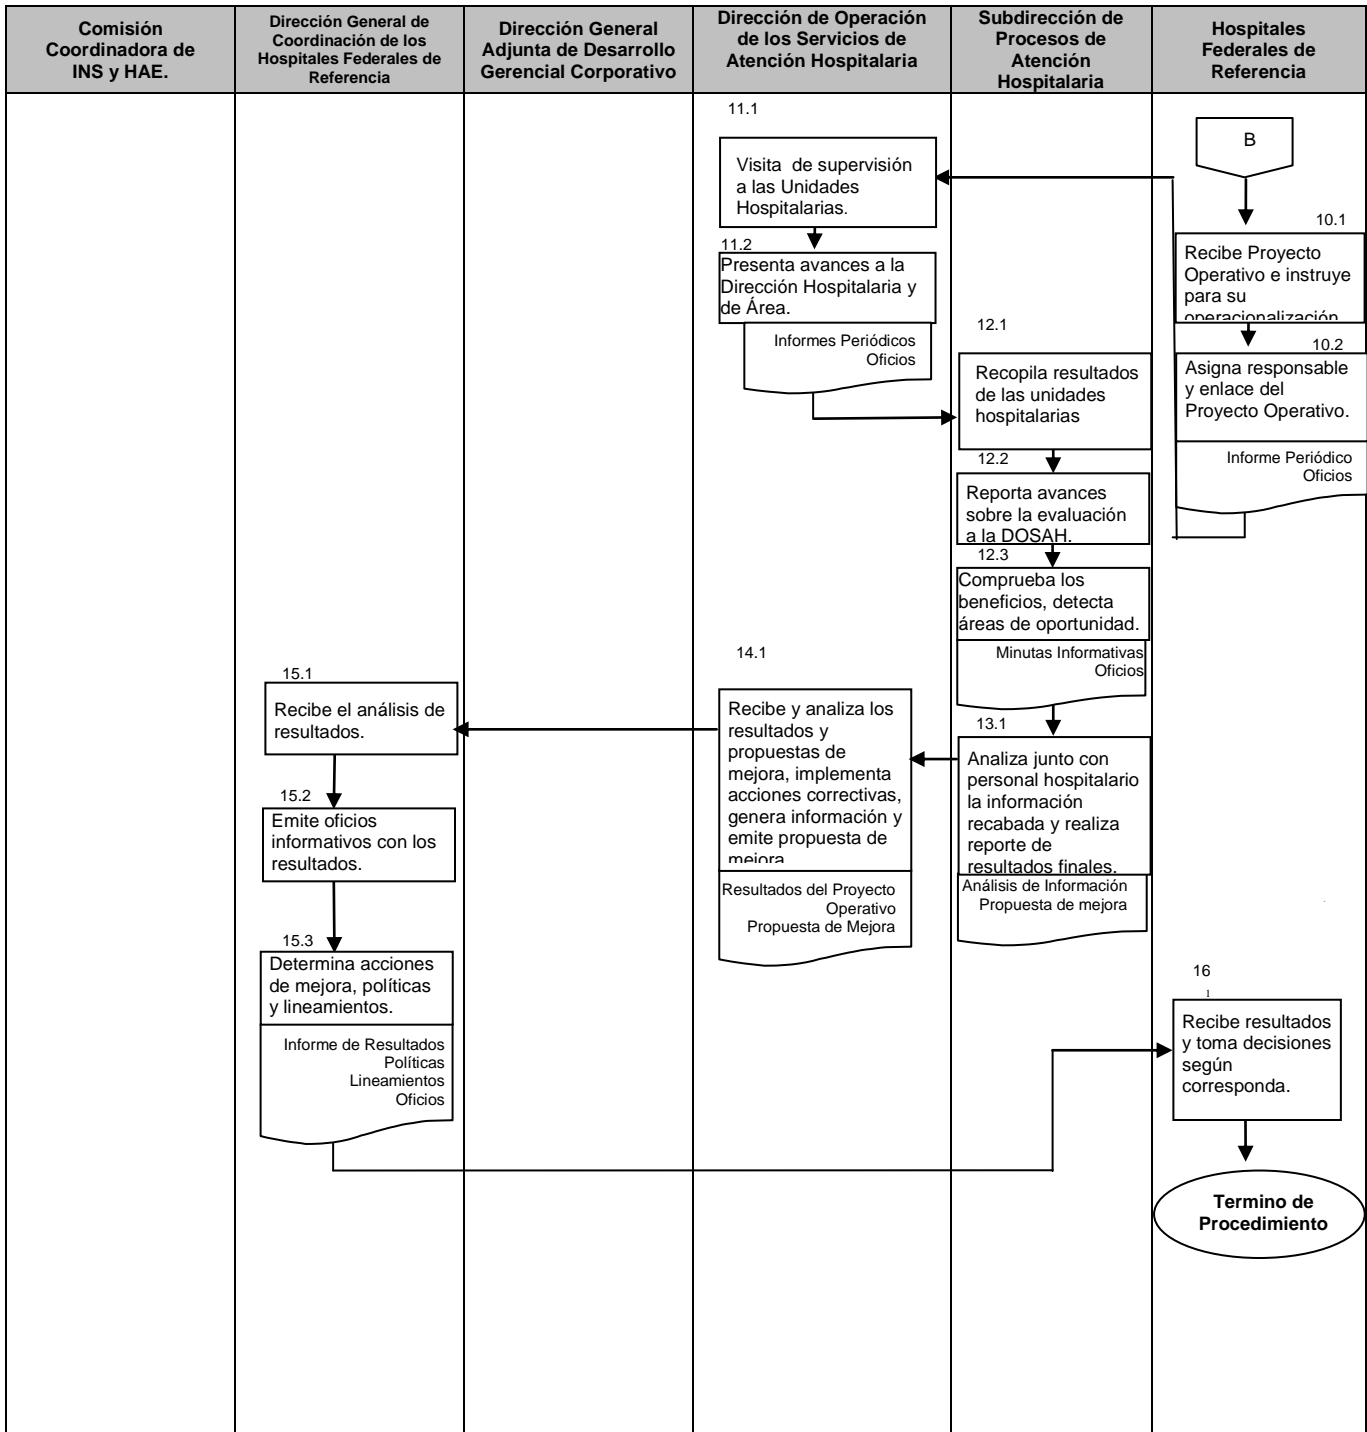 Comisión
Coordinadora de
INS y HAE.
Dirección General de
Coordinación de los
Hospitales Federales de
Referencia
Dirección General
Adjunta de Desarrollo
Gerencial Corporativo
Dirección de Operación
de los Servicios de
Atención Hospitalaria
Subdirección de
Procesos de
Atención
Hospitalaria
Hospitales
Federales de
Referencia
B
10.1
Recibe Proyecto
Operativo e instruye
para su
operacionalización
10.2
Asigna responsable
y enlace del
Proyecto Operativo.
Informe Periódico
Oficios
11.1
Visita de supervisión
a las Unidades
Hospitalarias.
11.2
Presenta avances a la
Dirección Hospitalaria y
de Área.
Informes Periódicos
Oficios
12.1
Recopila resultados
de las unidades
hospitalarias
12.2
Reporta avances
sobre la evaluación
a la DOSAH.
12.3
Comprueba los
beneficios, detecta
áreas de oportunidad.
Minutas Informativas
Oficios
13.1
Analiza junto con
personal hospitalario
la información
recabada y realiza
reporte de
resultados finales.
Análisis de Información
Propuesta de mejora
14.1
Recibe y analiza los
resultados y
propuestas de
mejora, implementa
acciones correctivas,
genera información y
emite propuesta de
mejora
Resultados del Proyecto
Operativo
Propuesta de Mejora
15.1
Recibe el análisis de
resultados.
15.2
Emite oficios
informativos con los
resultados.
15.3
Determina acciones
de mejora, políticas
y lineamientos.
Informe de Resultados
Políticas
Lineamientos
Oficios
16
1
Recibe resultados
y toma decisiones
según
corresponda.
Termino de
Procedimiento